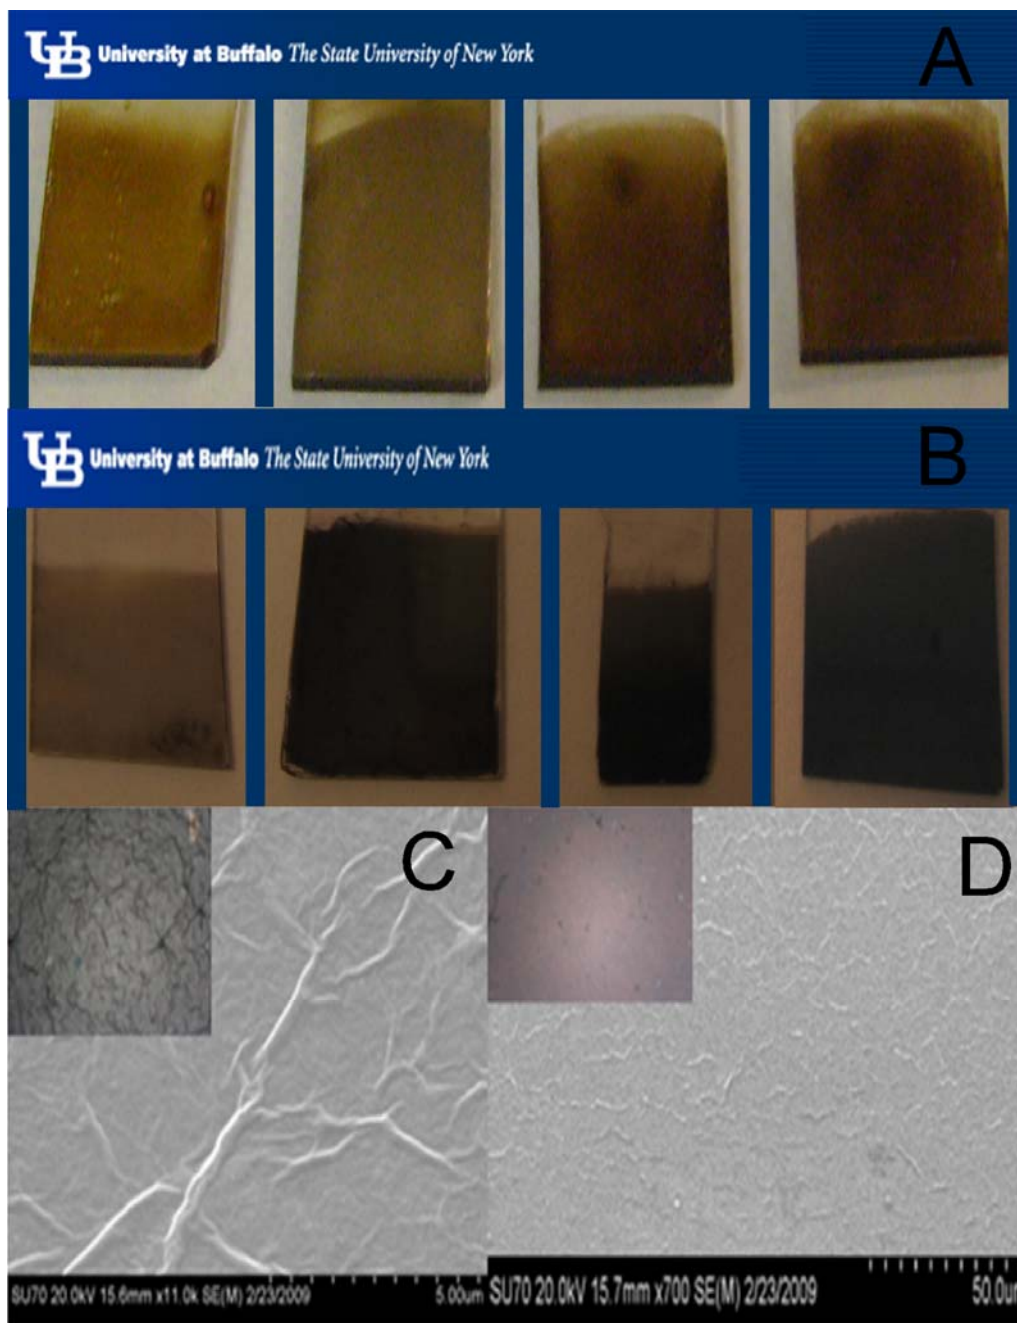 UB University at Buffalo The State University of New York
A
UB University at Buffalo The State University of New York
B
C
D
SU70 20.0kV 15.6mm x11.0k SE(M) 2/23/2009 5.00um
SU70 20.0kV 15.7mm x700 SE(M) 2/23/2009 50.0um